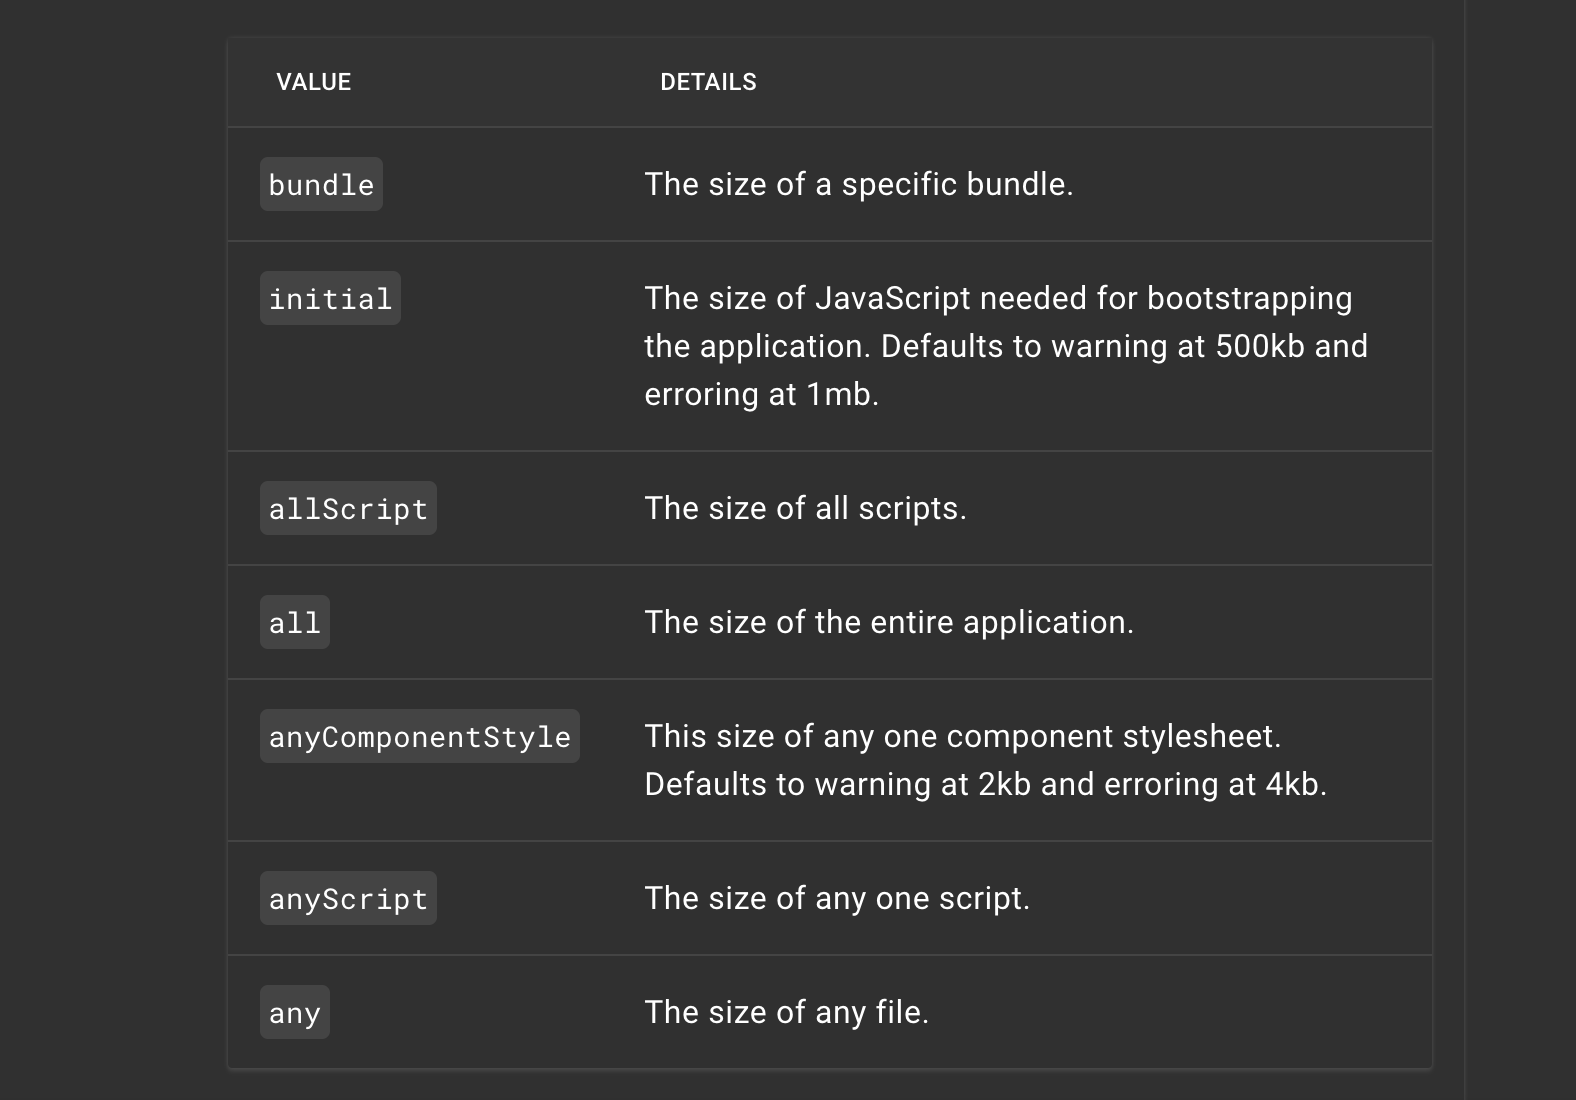 VALUE DETAILS
bundle The size of a specific bundle.
initial The size of JavaScript needed for bootstrapping
the application. Defaults to warning at 500kb and
erroring at 1mb.
allScript The size of all scripts.
all The size of the entire application.
anyComponentStyle This size of any one component stylesheet.
Defaults to warning at 2kb and erroring at 4kb.
anyScript The size of any one script.
any The size of any file.